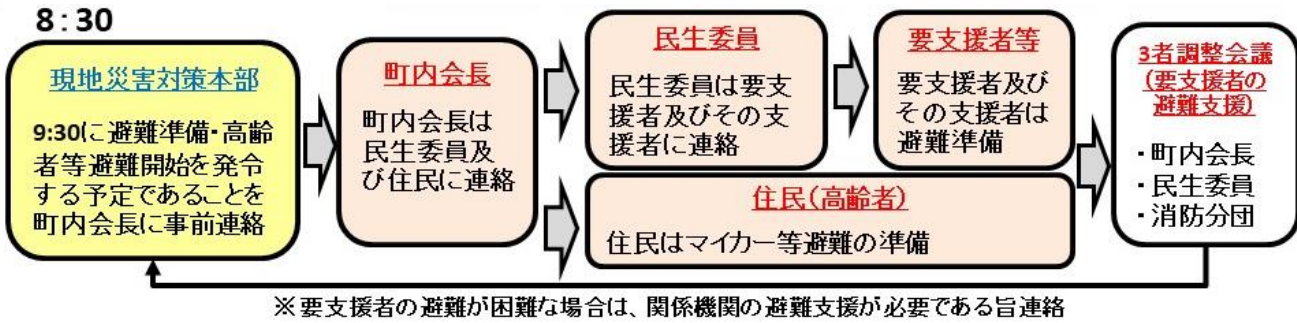 8：30
現地災害対策本部
9:30に避難準備・高齢
者等避難開始を発令
する予定であることを
町内会長に事前連絡
町内会長
町内会長は
民生委員及
び住民に連絡
民生委員
民生委員は要支
援者及びその支
援者に連絡
要支援者等
要支援者及び
その支援者は
避難準備
住民(高齢者)
住民はマイカー等避難の準備
3者調整会議
(要支援者の
避難支援)
・町内会長
・民生委員
・消防分団
※要支援者の避難が困難な場合は、関係機関の避難支援が必要である旨連絡